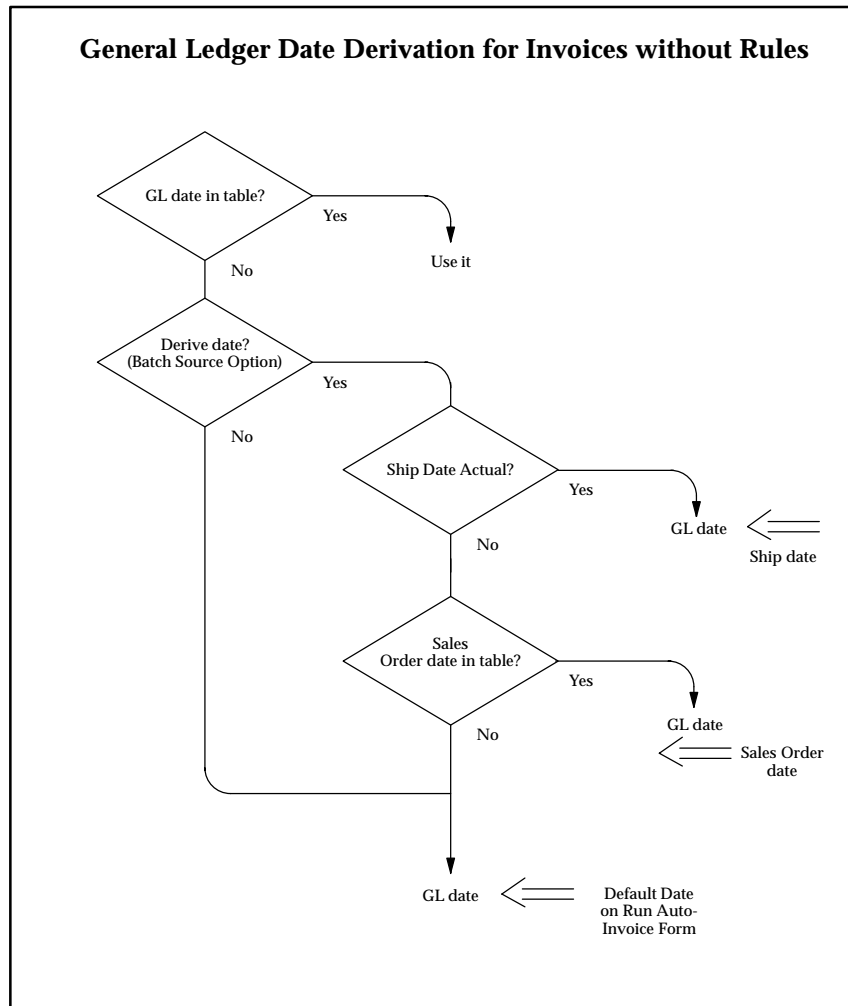 General Ledger Date Derivation for Invoices without Rules
GL date in table?
Yes
Use it
No
Derive date?
(Batch Source Option)
Yes
No
Ship Date Actual?
Yes
GL date
Ship date
No
Sales
Order date in table?
Yes
GL date
Sales Order
date
No
GL date
Default Date
on Run Auto-
Invoice Form